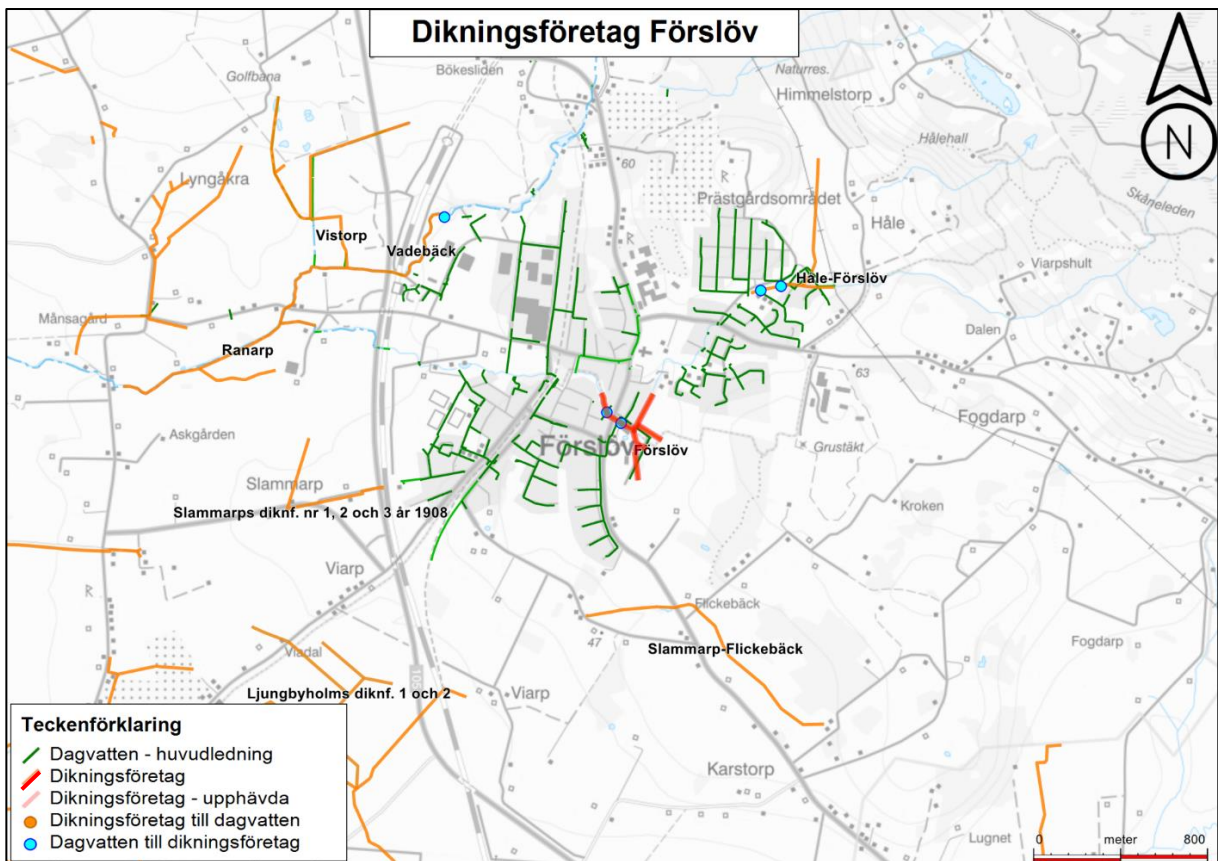 Dikningsföretag Förslöv
Golfbana
Bökesliden
Naturres.
Himmelstorp
N
60
Hålehall
Lyngåkra
Prästgårdsområdet
Skåneleden
Håle
Vistorp
Vadebäck
Viarpshult
Håle-Förslöv
Månsagård
Dalen
Ranarp
63
Fogdarp
Askgården
Förslöv
Förslöv
Grustäkt
Slammarp
Kroken
Slammarps diknf. nr 1, 2 och 3 år 1908
Viarp
Flickebäck
47
Fogdarp
Vladal
Slammarp-Flickebäck
Ljungbyholms diknf. 1 och 2
Viarp
Karstorp
Lugnet
Teckenförklaring
Dagvatten - huvudledning
Dikningsföretag
Dikningsföretag - upphävda
Dikningsföretag till dagvatten
Dagvatten till dikningsföretag
0 meter 800